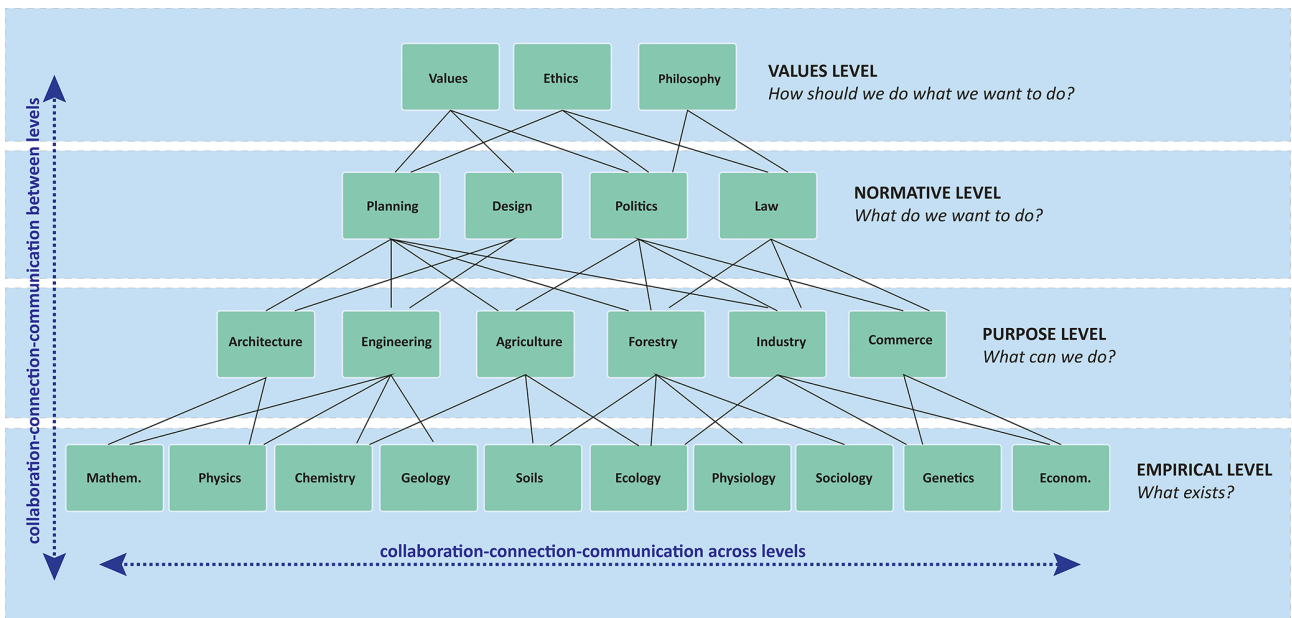 Values
Ethics
Philosophy
VALUES LEVEL
How should we do what we want to do?
Planning
Design
Politics
Law
NORMATIVE LEVEL
What do we want to do?
Architecture
Engineering
Agriculture
Forestry
Industry
Commerce
PURPOSE LEVEL
What can we do?
Mathem.
Physics
Chemistry
Geology
Soils
Ecology
Physiology
Sociology
Genetics
Econom.
EMPIRICAL LEVEL
What exists?
collaboration-connection-communication between levels
collaboration-connection-communication across levels